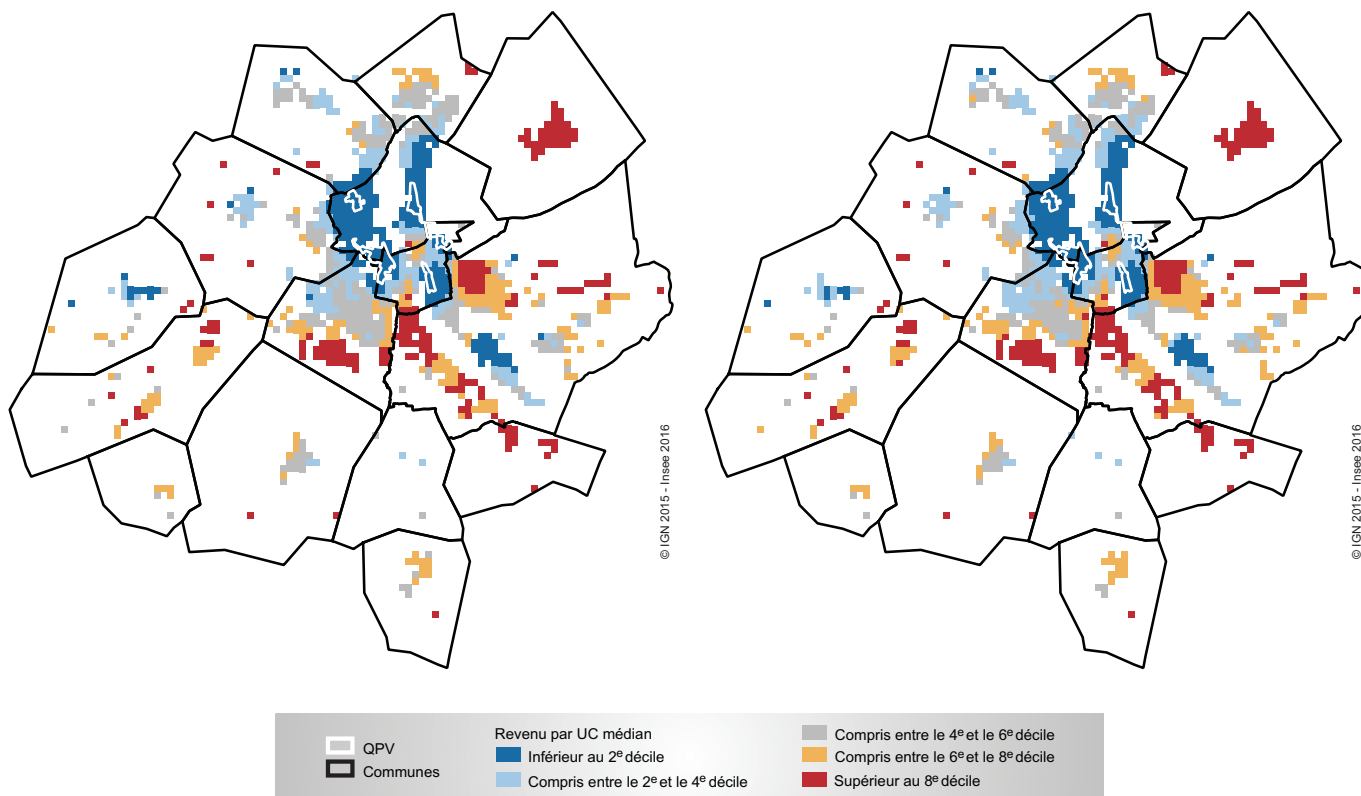 © IGN 2015 - Insee 2016
© IGN 2015 - Insee 2016
QPV
Communes
Revenu par UC médian
Inférieur au 2e décile
Compris entre le 2e et le 4e décile
Compris entre le 4e et le 6e décile
Compris entre le 6e et le 8e décile
Supérieur au 8e décile